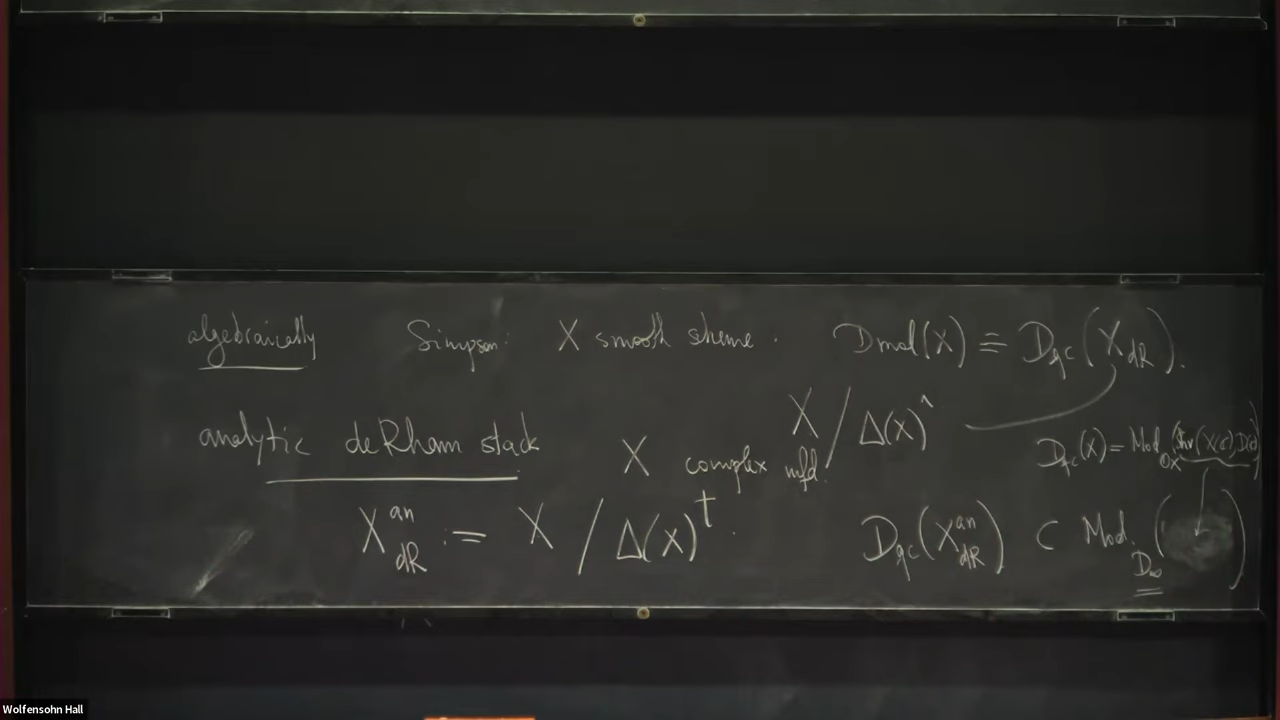 algebraically Simpson: X smooth scheme. Dmod(X) ≅ D_qc(X_dR).
X / Δ(X)^
D_qc(X) = Mod_O_X(Shv(X(C), D(C))
analytic deRham stack X complex mfd.
X^an_dR := X / Δ(X)^†. D_qc(X^an_dR) ⊂ Mod_D_∞( )
Wolfensohn Hall